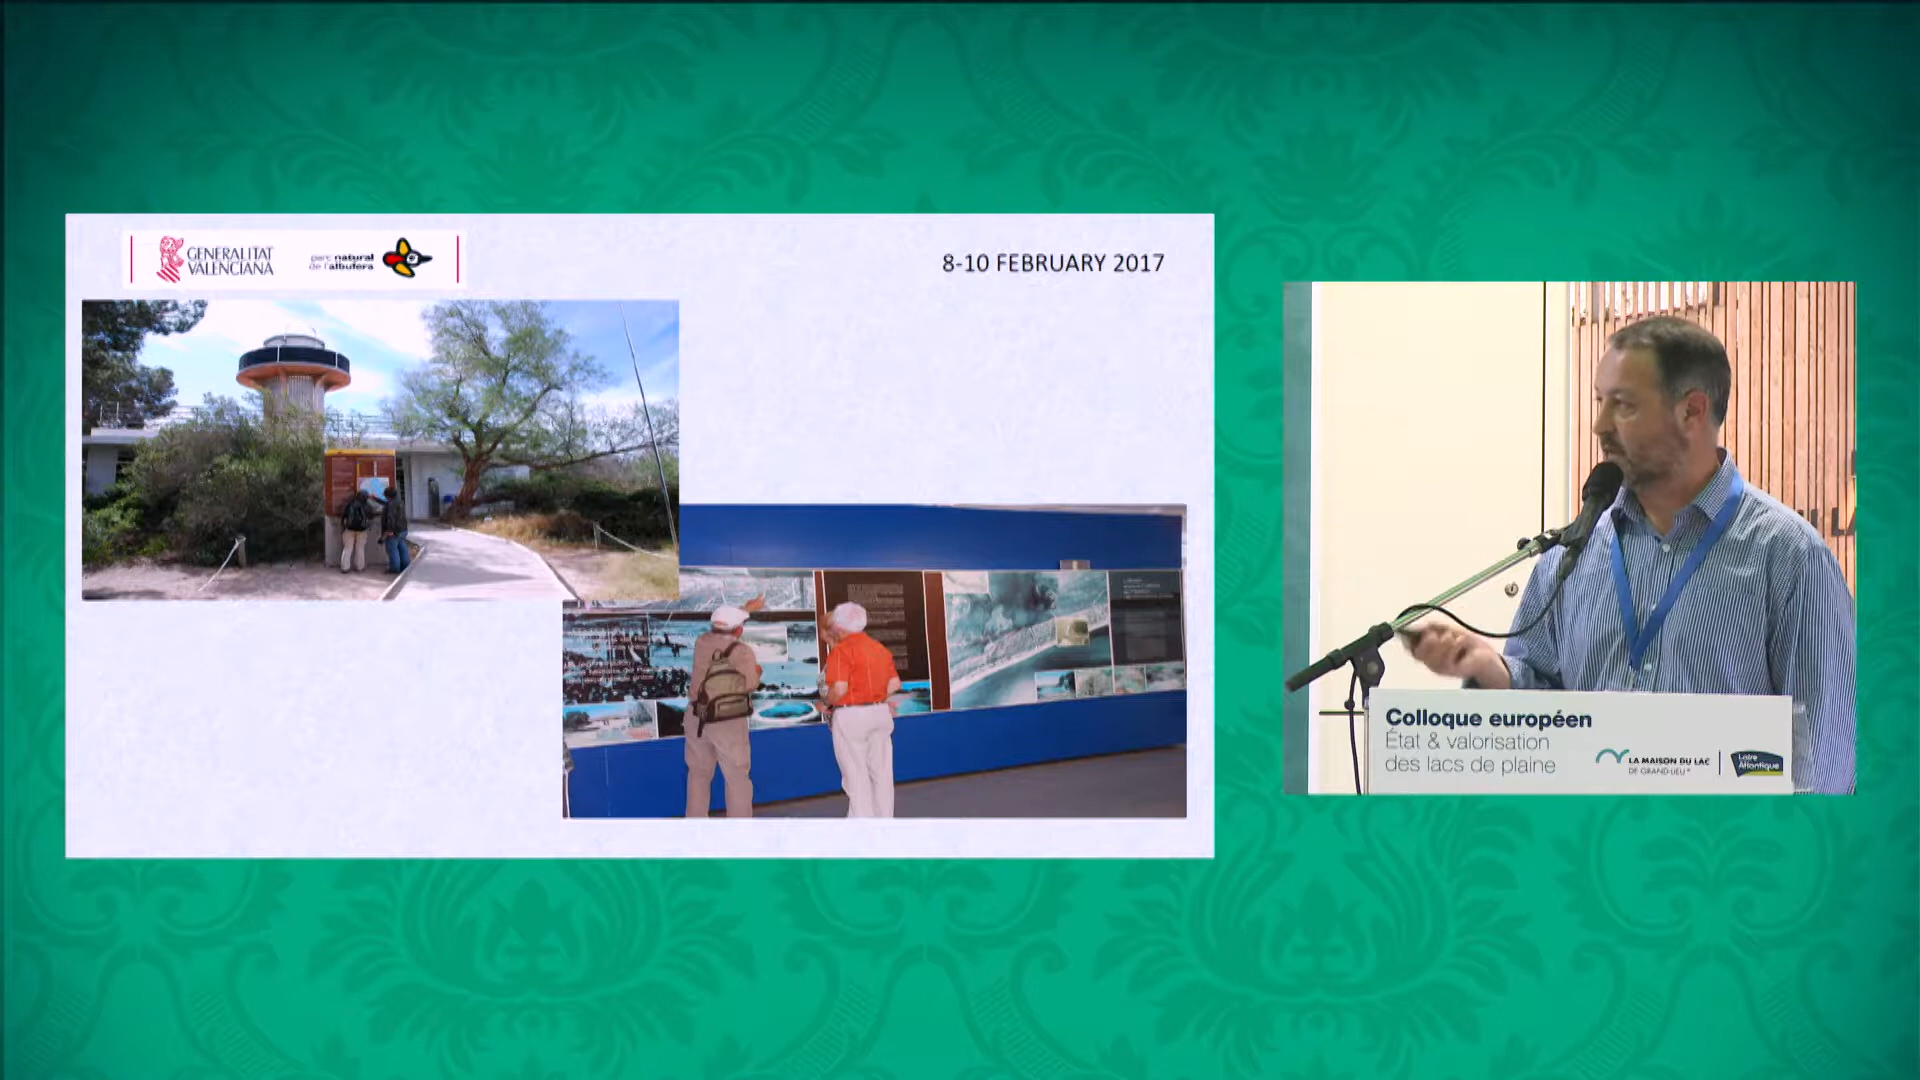 GENERALITAT
VALENCIANA
parc natural
de l'albufera
8-10 FEBRUARY 2017
Colloque européen
État & valorisation
des lacs de plaine
LA MAISON DU LAC
DE GRAND-LIEU
Loire
Atlantique